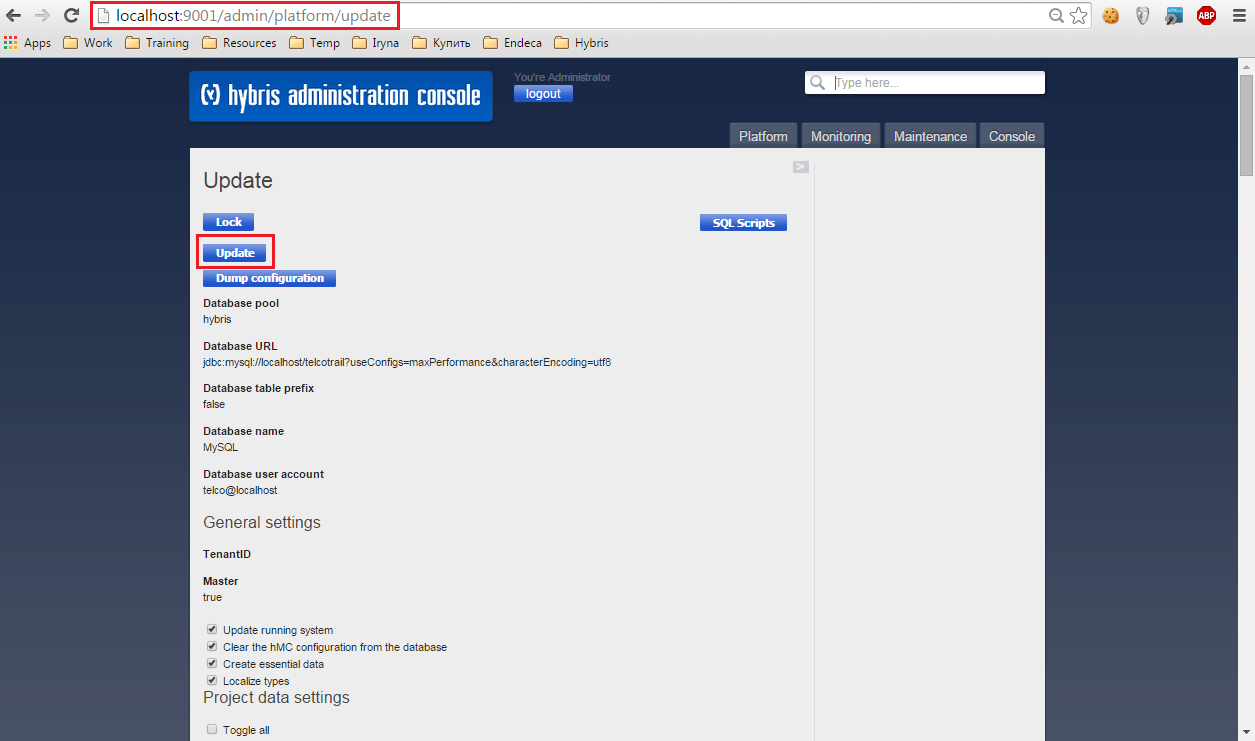 localhost:9001/admin/platform/update
ABP
Apps Work Training Resources Temp Iryna Купить Endeca Hybris
hybris administration console
You're Administrator
logout
Type here...
Platform Monitoring Maintenance Console
Update
>
Lock
SQL Scripts
Update
Dump configuration
Database pool
hybris
Database URL
jdbc:mysql://localhost/telcotrail?useConfigs=maxPerformance&characterEncoding=utf8
Database table prefix
false
Database name
MySQL
Database user account
telco@localhost
General settings
TenantID
Master
true
Update running system
Clear the hMC configuration from the database
Create essential data
Localize types
Project data settings
Toggle all